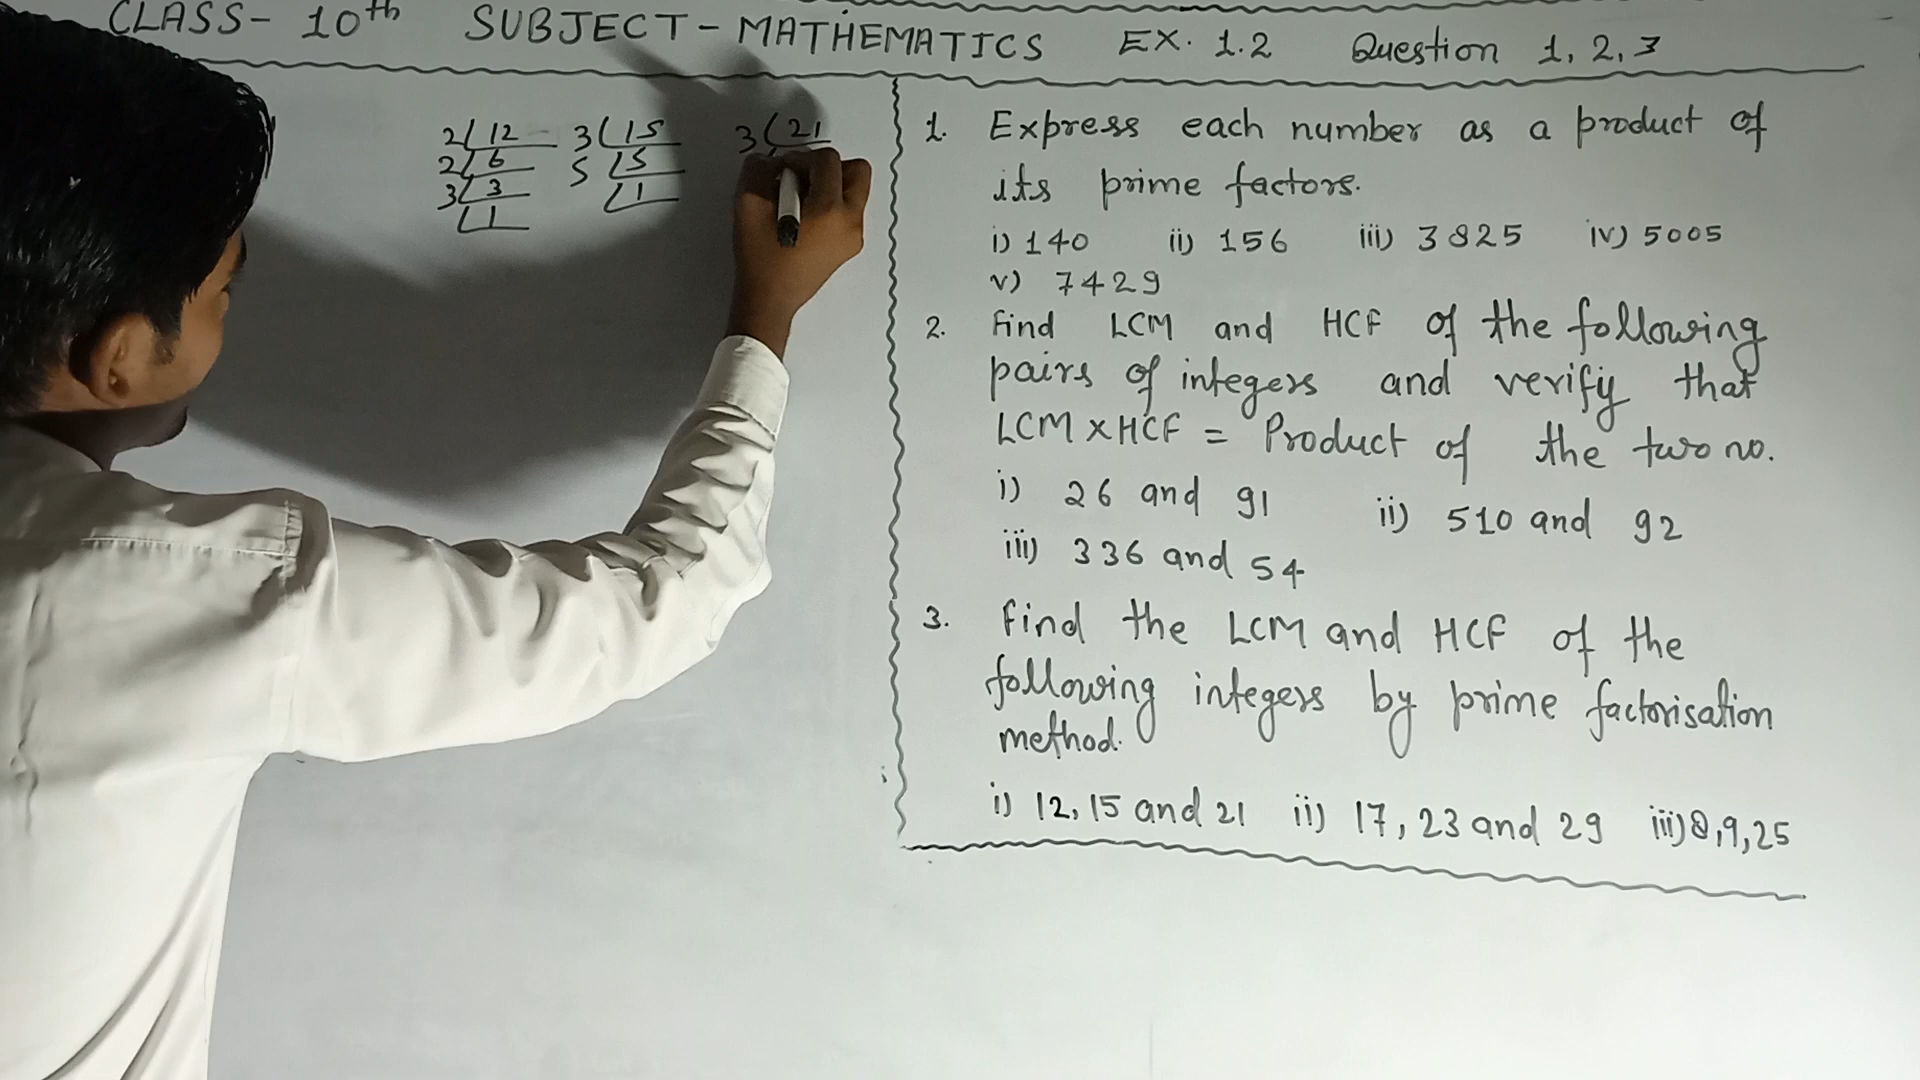 CLASS- 10th SUBJECT - MATHEMATICS EX. 1.2 Question 1, 2, 3
2 12 3 15 3 21
2 6 5 5
3 3 1
1
1. Express each number as a product of
its prime factors.
i) 140 ii) 156 iii) 3825 iv) 5005
v) 7429
2. Find LCM and HCF of the following
pairs of integers and verify that
LCM x HCF = Product of the two no.
i) 26 and 91 ii) 510 and 92
iii) 336 and 54
3. Find the LCM and HCF of the
following integers by prime factorisation
method.
i) 12, 15 and 21 ii) 17, 23 and 29 iii) 8, 9, 25